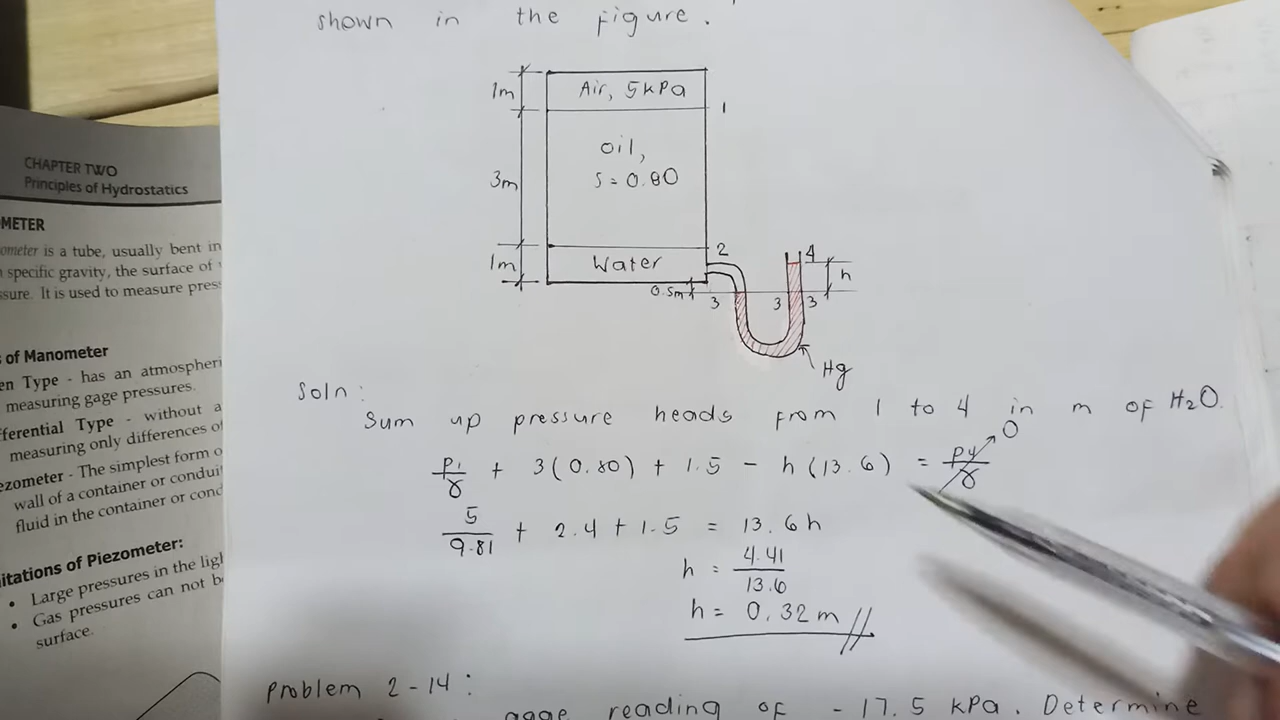 shown in the figure.
1m
Air, 5kPa
1
oil,
S = 0.80
3m
2
4
1m
Water
h
0.5m
3
3
3
Hg
Soln:
Sum up pressure heads from 1 to 4 in m of H₂O.
P1/γ + 3(0.80) + 1.5 - h(13.6) = P4/γ 0
5/9.81 + 2.4 + 1.5 = 13.6h
h = 4.41/13.6
h = 0.32m
Problem 2-14:
reading of -17.5 kPa. Determine
CHAPTER TWO
Principles of Hydrostatics
METER
ometer is a tube, usually bent in
specific gravity, the surface of
ssure. It is used to measure pres
of Manometer
en Type - has an atmospheri
measuring gage pressures.
fferential Type - without a
measuring only differences of
ezometer - The simplest form o
wall of a container or condui
fluid in the container or cond
itations of Piezometer:
• Large pressures in the lig
• Gas pressures can not b
surface.